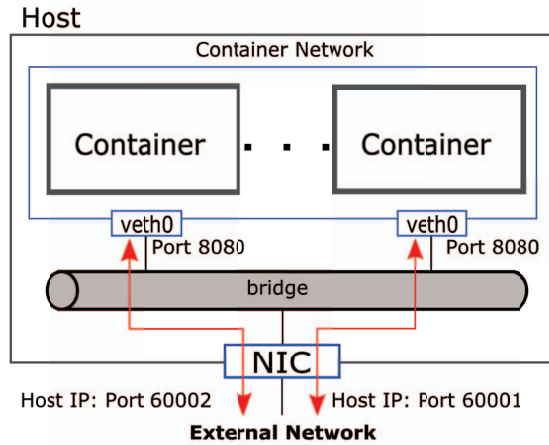 Host
Container Network
Container . . . Container
veth0 veth0
Port 8080 Port 8080
bridge
NIC
Host IP: Port 60002 Host IP: Port 60001
External Network